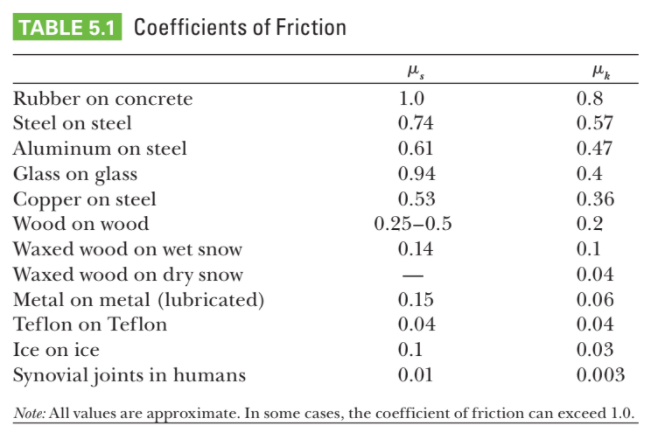 TABLE 5.1 Coefficients of Friction
μs μk
Rubber on concrete 1.0 0.8
Steel on steel 0.74 0.57
Aluminum on steel 0.61 0.47
Glass on glass 0.94 0.4
Copper on steel 0.53 0.36
Wood on wood 0.25–0.5 0.2
Waxed wood on wet snow 0.14 0.1
Waxed wood on dry snow — 0.04
Metal on metal (lubricated) 0.15 0.06
Teflon on Teflon 0.04 0.04
Ice on ice 0.1 0.03
Synovial joints in humans 0.01 0.003
Note: All values are approximate. In some cases, the coefficient of friction can exceed 1.0.